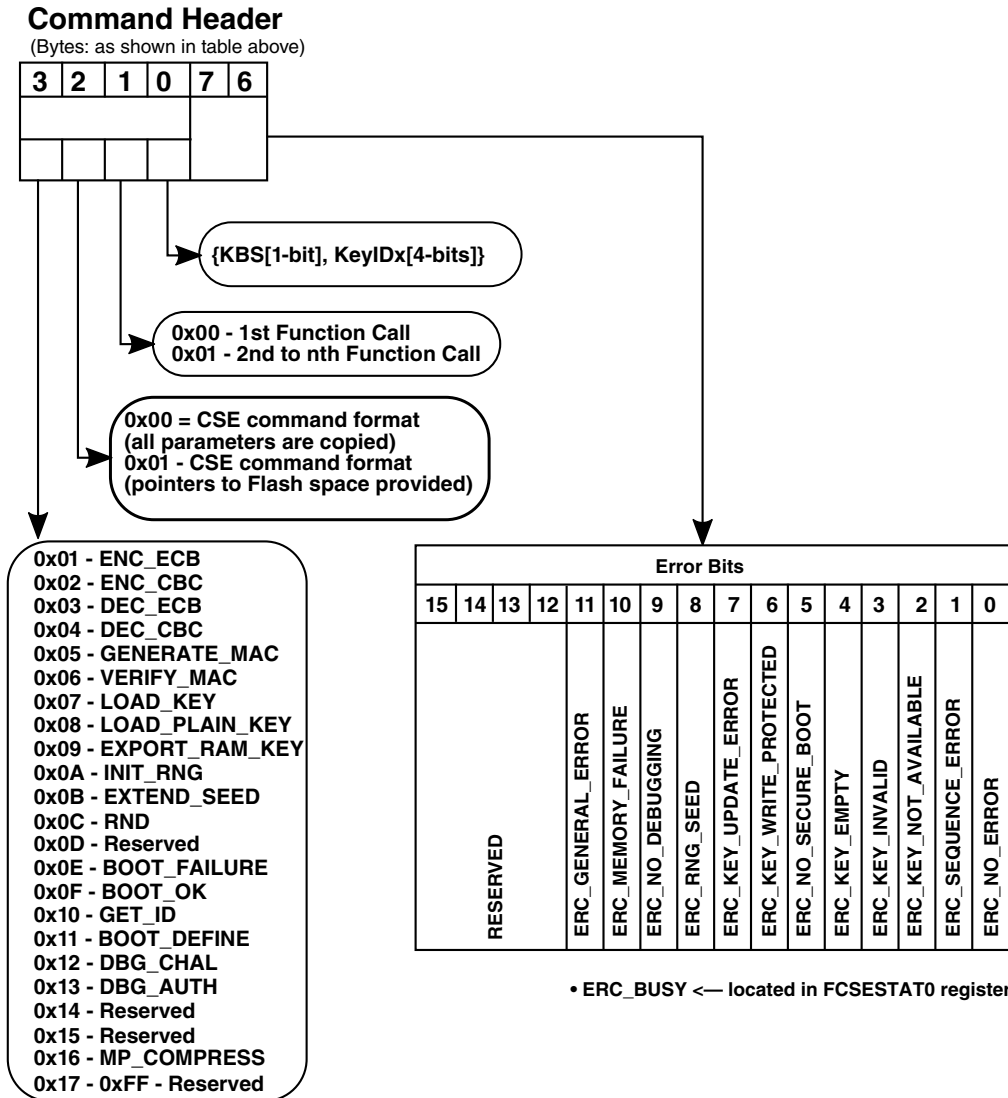 Command Header
(Bytes: as shown in table above)
3 2 1 0 7 6
{KBS[1-bit], KeyIDx[4-bits]}
0x00 - 1st Function Call
0x01 - 2nd to nth Function Call
0x00 = CSE command format
(all parameters are copied)
0x01 - CSE command format
(pointers to Flash space provided)
0x01 - ENC_ECB
0x02 - ENC_CBC
0x03 - DEC_ECB
0x04 - DEC_CBC
0x05 - GENERATE_MAC
0x06 - VERIFY_MAC
0x07 - LOAD_KEY
0x08 - LOAD_PLAIN_KEY
0x09 - EXPORT_RAM_KEY
0x0A - INIT_RNG
0x0B - EXTEND_SEED
0x0C - RND
0x0D - Reserved
0x0E - BOOT_FAILURE
0x0F - BOOT_OK
0x10 - GET_ID
0x11 - BOOT_DEFINE
0x12 - DBG_CHAL
0x13 - DBG_AUTH
0x14 - Reserved
0x15 - Reserved
0x16 - MP_COMPRESS
0x17 - 0xFF - Reserved
Error Bits
15 14 13 12 11 10 9 8 7 6 5 4 3 2 1 0
RESERVED
ERC_GENERAL_ERROR
ERC_MEMORY_FAILURE
ERC_NO_DEBUGGING
ERC_RNG_SEED
ERC_KEY_UPDATE_ERROR
ERC_KEY_WRITE_PROTECTED
ERC_NO_SECURE_BOOT
ERC_KEY_EMPTY
ERC_KEY_INVALID
ERC_KEY_NOT_AVAILABLE
ERC_SEQUENCE_ERROR
ERC_NO_ERROR
• ERC_BUSY <— located in FCSESTAT0 register